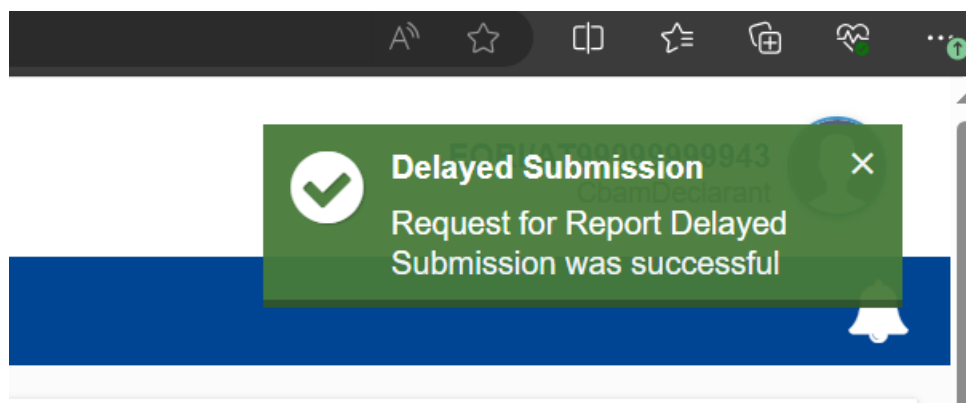 Delayed Submission
CbamDeclarant
Request for Report Delayed
Submission was successful